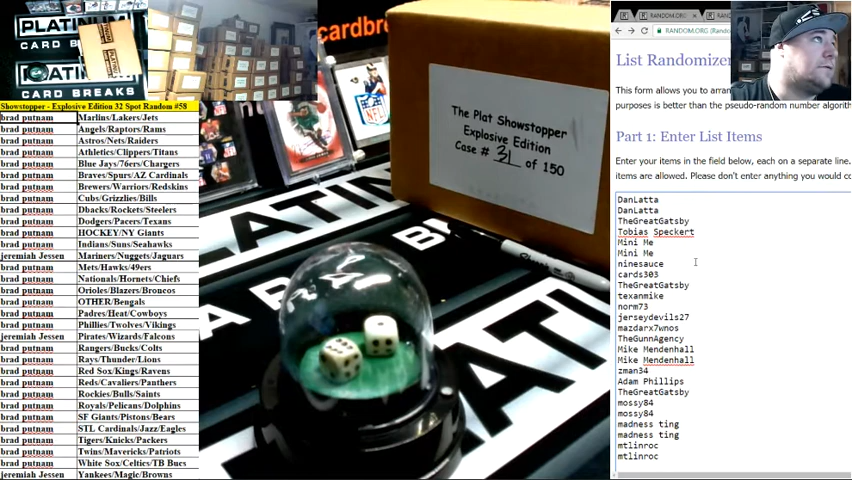 PLATINUM
CARD BREAKS
Showstopper - Explosive Edition 32 Spot Random #58
brad putnam Marlins/Lakers/Jets
brad putnam Angels/Raptors/Rams
brad putnam Astros/Nets/Raiders
brad putnam Athletics/Clippers/Titans
brad putnam Blue Jays/76ers/Chargers
brad putnam Braves/Spurs/AZ Cardinals
brad putnam Brewers/Warriors/Redskins
brad putnam Cubs/Grizzlies/Bills
brad putnam Dbacks/Rockets/Steelers
brad putnam Dodgers/Pacers/Texans
brad putnam HOCKEY/NY Giants
brad putnam Indians/Suns/Seahawks
jeremiah Jessen Mariners/Nuggets/Jaguars
brad putnam Mets/Hawks/49ers
brad putnam Nationals/Hornets/Chiefs
brad putnam Orioles/Blazers/Broncos
brad putnam OTHER/Bengals
brad putnam Padres/Heat/Cowboys
brad putnam Phillies/Twolves/Vikings
jeremiah Jessen Pirates/Wizards/Falcons
brad putnam Rangers/Bucks/Colts
brad putnam Rays/Thunder/Lions
brad putnam Red Sox/Kings/Ravens
brad putnam Reds/Cavaliers/Panthers
brad putnam Rockies/Bulls/Saints
brad putnam Royals/Pelicans/Dolphins
brad putnam SF Giants/Pistons/Bears
brad putnam STL Cardinals/Jazz/Eagles
brad putnam Tigers/Knicks/Packers
brad putnam Twins/Mavericks/Patriots
brad putnam White Sox/Celtics/TB Bucs
jeremiah Jessen Yankees/Magic/Browns
cardbre
NFL
The Plat Showstopper
Explosive Edition
Case # 31 of 150
RANDOM.ORG
List Randomizer
This form allows you to arran
purposes is better than the pseudo-random number algorith
Part 1: Enter List Items
Enter your items in the field below, each on a separate line.
items are allowed. Please don't enter anything you would co
DanLatta
DanLatta
TheGreatGatsby
Tobias Speckert
Mini Me
Mini Me
ninesauce
cards303
TheGreatGatsby
texanmike
norm73
jerseydevils27
mazdarx7wnos
TheGunnAgency
Mike Mendenhall
Mike Mendenhall
zman34
Adam Phillips
TheGreatGatsby
mossy84
mossy84
madness ting
madness ting
mtlinroc
mtlinroc